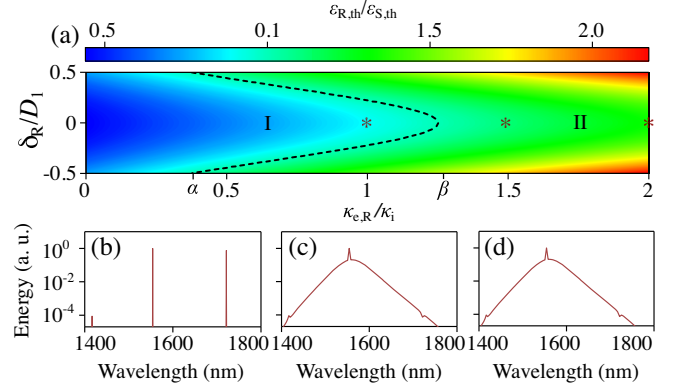 ε_R,th/ε_S,th
(a)
0.5 0.1 1.5 2.0
δ_R/D_1
0.5
0
-0.5
I
*
*
II
*
0 α 0.5 1 β 1.5 2
κ_e,R/κ_i
(b) (c) (d)
Energy (a. u.)
10^0
10^-2
10^-4
1400 1600 1800 1400 1600 1800 1400 1600 1800
Wavelength (nm) Wavelength (nm) Wavelength (nm)